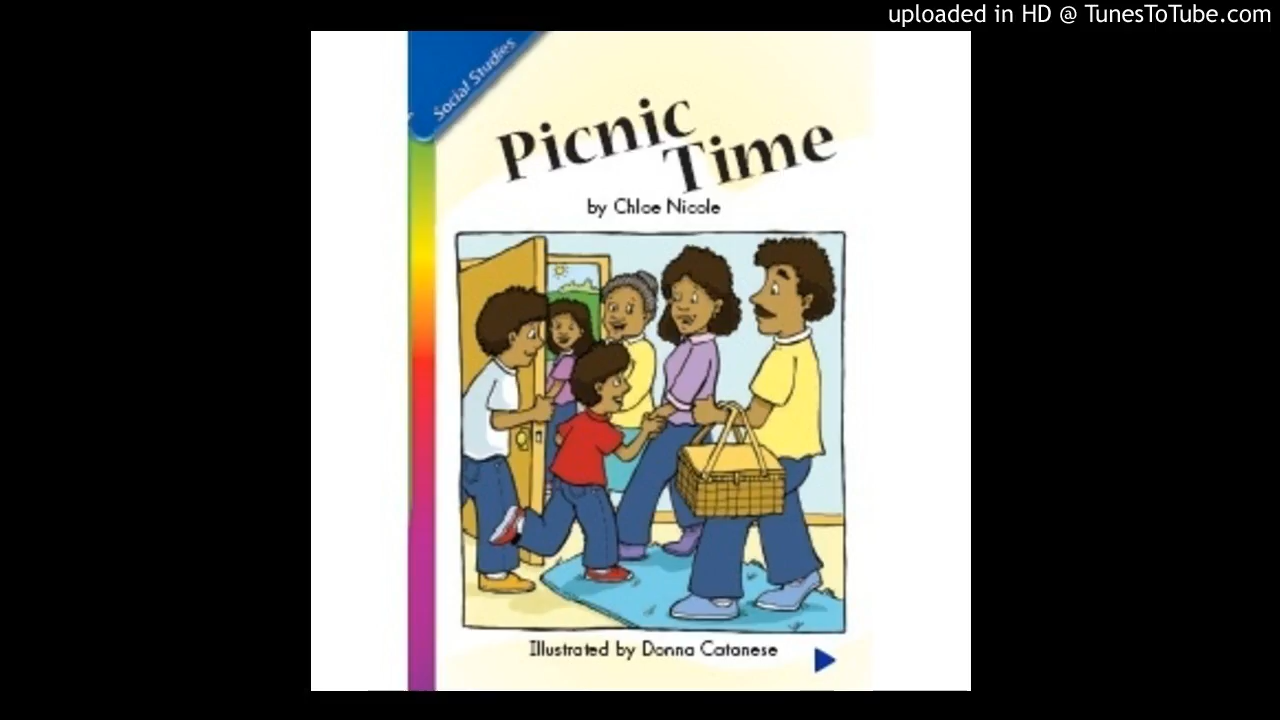 uploaded in HD @ TunesToTube.com
Social Studies
Picnic
Time
by Chloe Nicole
Illustrated by Donna Catanese